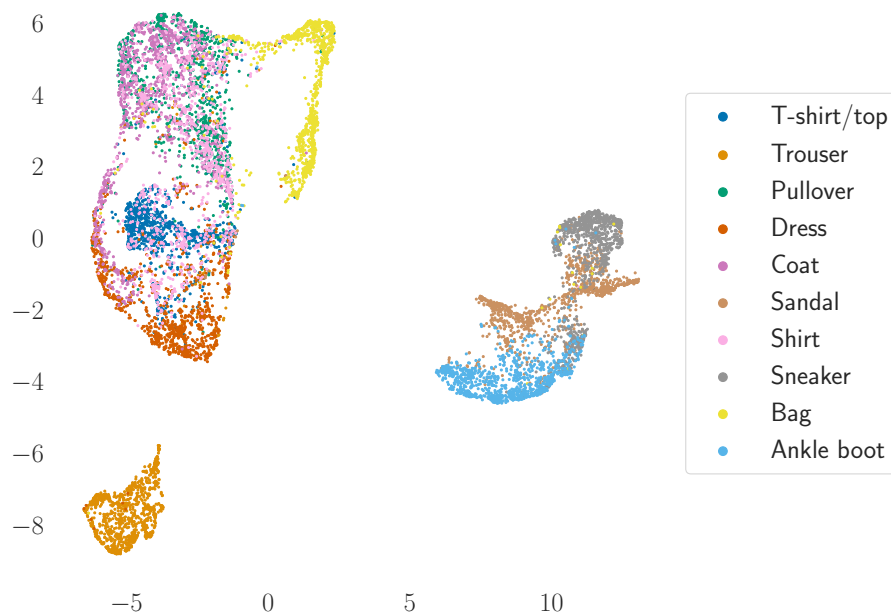 6
4
2
0
−2
−4
−6
−8
−5
0
5
10
T-shirt/top
Trouser
Pullover
Dress
Coat
Sandal
Shirt
Sneaker
Bag
Ankle boot